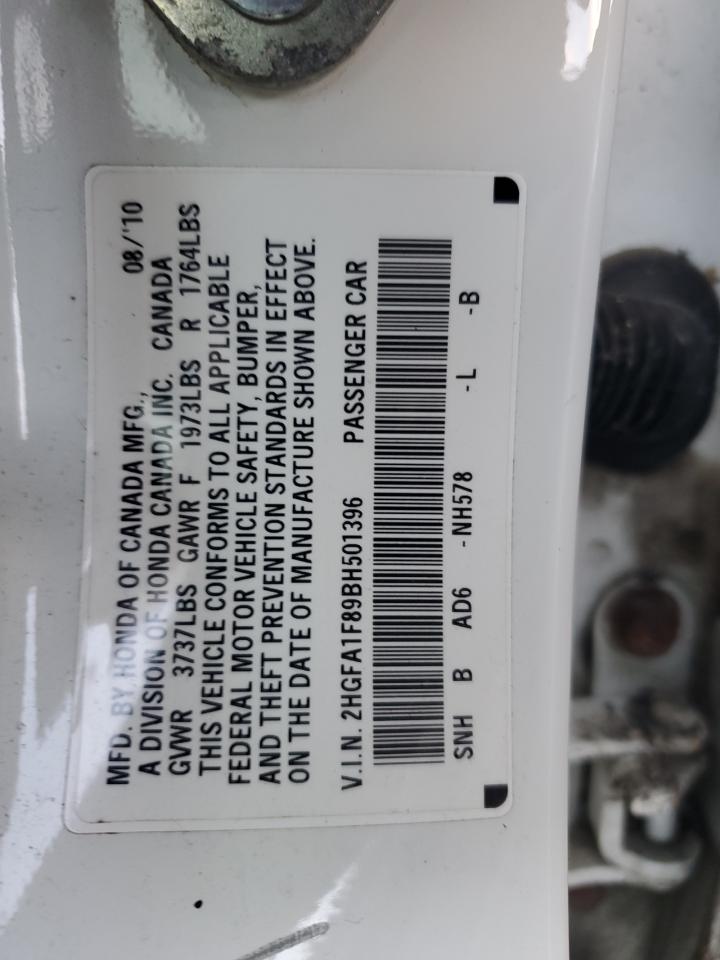 MFD. BY HONDA OF CANADA MFG., 08/'10
A DIVISION OF HONDA CANADA INC. CANADA
GVWR 3737LBS GAWR F 1973LBS R 1764LBS
THIS VEHICLE CONFORMS TO ALL APPLICABLE
FEDERAL MOTOR VEHICLE SAFETY, BUMPER,
AND THEFT PREVENTION STANDARDS IN EFFECT
ON THE DATE OF MANUFACTURE SHOWN ABOVE.
V.I.N. 2HGFA1F89BH501396 PASSENGER CAR
SNH B AD6 -NH578 -L -B